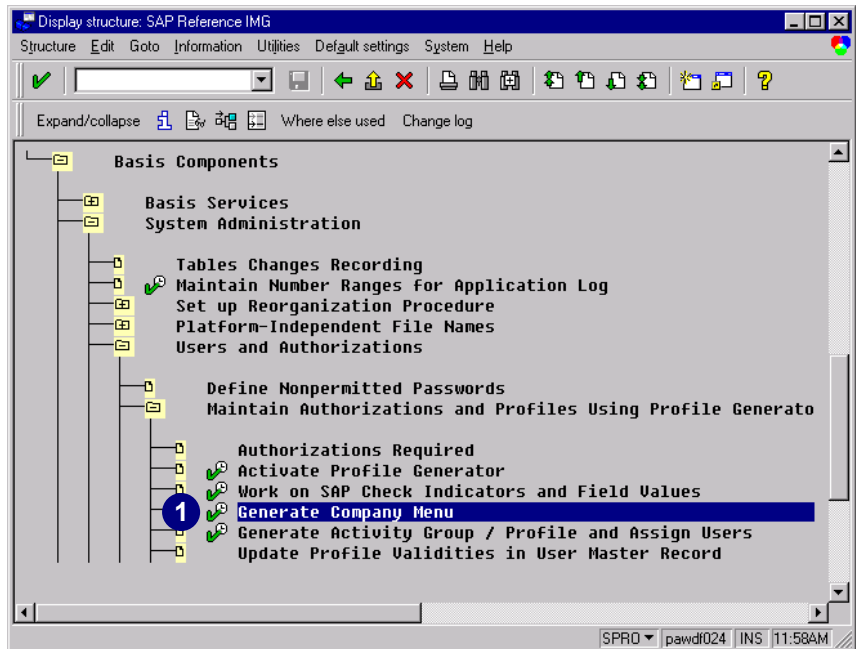 Display structure: SAP Reference IMG
Structure Edit Goto Information Utilities Default settings System Help
Expand/collapse Where else used Change log
Basis Components
Basis Services
System Administration
Tables Changes Recording
Maintain Number Ranges for Application Log
Set up Reorganization Procedure
Platform-Independent File Names
Users and Authorizations
Define Nonpermitted Passwords
Maintain Authorizations and Profiles Using Profile Generato
Authorizations Required
Activate Profile Generator
Work on SAP Check Indicators and Field Values
1 Generate Company Menu
Generate Activity Group / Profile and Assign Users
Update Profile Validities in User Master Record
SPRO pawdf024 INS 11:58AM